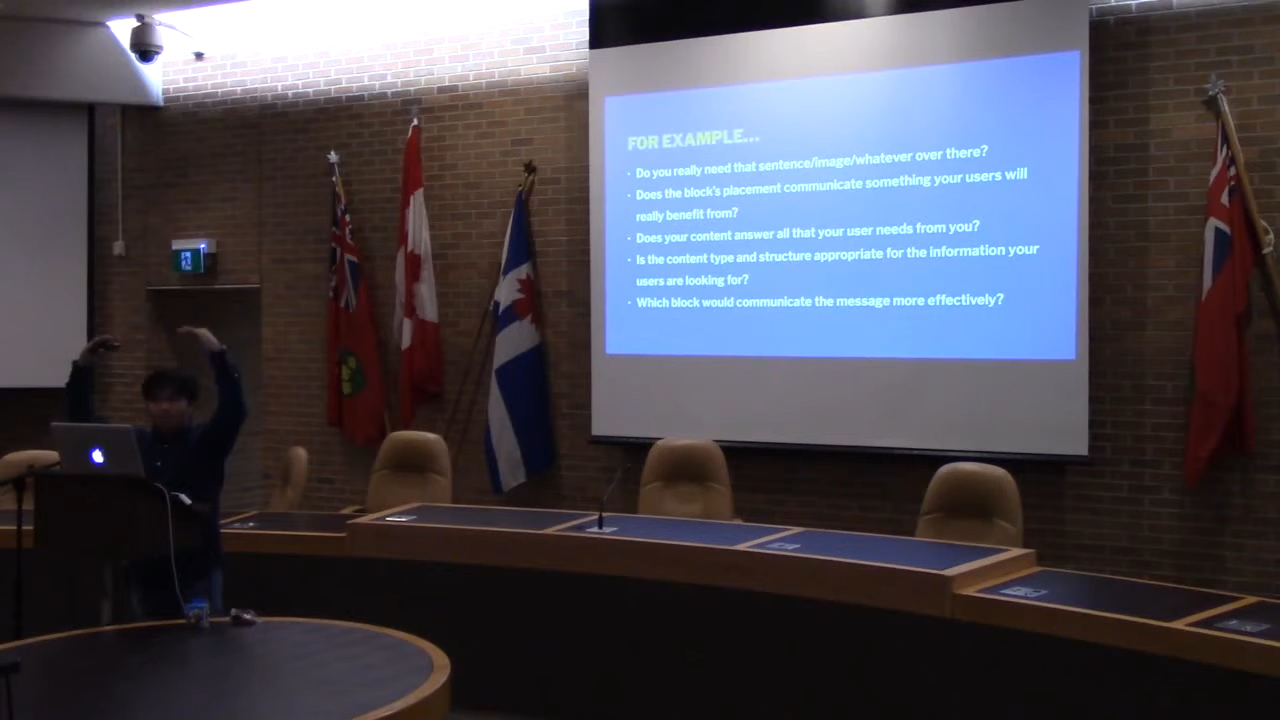 FOR EXAMPLE...
· Do you really need that sentence/image/whatever over there?
· Does the block's placement communicate something your users will
really benefit from?
· Does your content answer all that your user needs from you?
· Is the content type and structure appropriate for the information your
users are looking for?
· Which block would communicate the message more effectively?